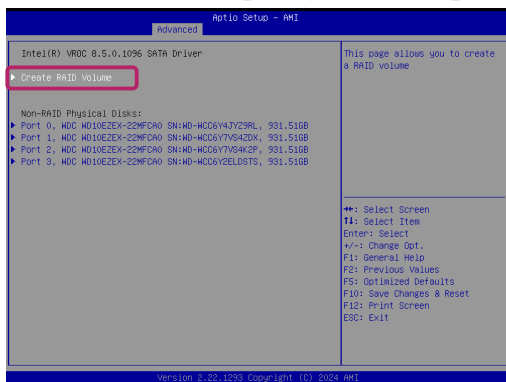 Aptio Setup - AMI
Advanced
Intel(R) VROC 8.5.0.1096 SATA Driver
Create RAID Volume
Non-RAID Physical Disks:
Port 0, WDC WD10EZEX-22MFCA0 SN:WD-WCC6Y4JYZ9RL, 931.51GB
Port 1, WDC WD10EZEX-22MFCA0 SN:WD-WCC6Y7VS4ZDX, 931.51GB
Port 2, WDC WD10EZEX-22MFCA0 SN:WD-WCC6Y7VS4K2P, 931.51GB
Port 3, WDC WD10EZEX-22MFCA0 SN:WD-WCC6Y2ELDSTS, 931.51GB
This page allows you to create
a RAID volume
→←: Select Screen
↑↓: Select Item
Enter: Select
+/-: Change Opt.
F1: General Help
F2: Previous Values
F5: Optimized Defaults
F10: Save Changes & Reset
F12: Print Screen
ESC: Exit
Version 2.22.1293 Copyright (C) 2024 AMI